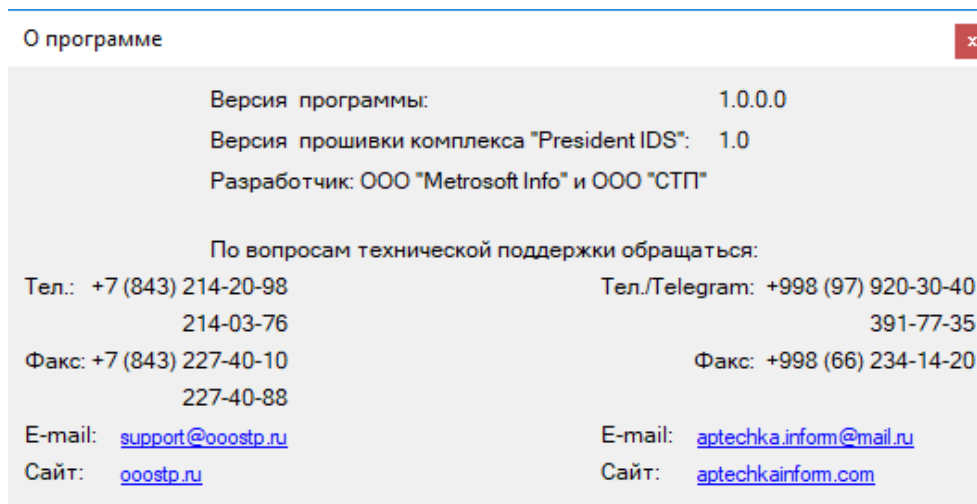 О программе
x
Версия программы: 1.0.0.0
Версия прошивки комплекса "President IDS": 1.0
Разработчик: ООО "Metrosoft Info" и ООО "СТП"
По вопросам технической поддержки обращаться:
Тел.: +7 (843) 214-20-98 Тел./Telegram: +998 (97) 920-30-40
214-03-76 391-77-35
Факс: +7 (843) 227-40-10 Факс: +998 (66) 234-14-20
227-40-88
E-mail: support@ooostp.ru E-mail: aptechka.inform@mail.ru
Сайт: ooostp.ru Сайт: aptechkainform.com